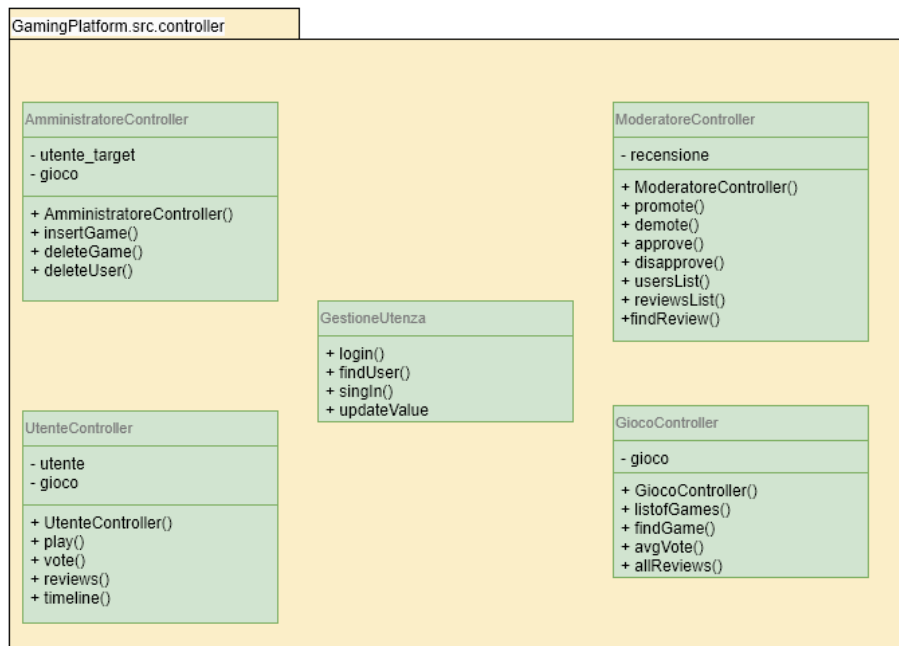 GamingPlatform.src.controller
AmministratoreController
- utente_target
- gioco
+ AmministratoreController()
+ insertGame()
+ deleteGame()
+ deleteUser()
ModeratoreController
- recensione
+ ModeratoreController()
+ promote()
+ demote()
+ approve()
+ disapprove()
+ usersList()
+ reviewsList()
+findReview()
GestioneUtenza
+ login()
+ findUser()
+ singIn()
+ updateValue
UtenteController
- utente
- gioco
+ UtenteController()
+ play()
+ vote()
+ reviews()
+ timeline()
GiocoController
- gioco
+ GiocoController()
+ listofGames()
+ findGame()
+ avgVote()
+ allReviews()